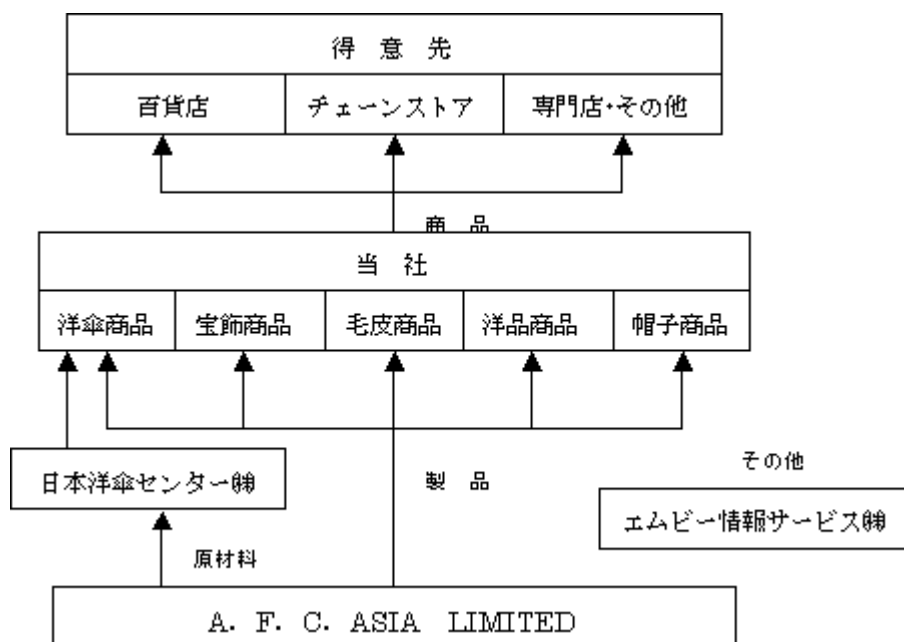 得 意 先
百貨店 チェーンストア 専門店・その他
商 品
当 社
洋傘商品 宝飾商品 毛皮商品 洋品商品 帽子商品
その他
日本洋傘センター㈱ 製 品
エムビー情報サービス㈱
原材料
A. F. C. ASIA LIMITED